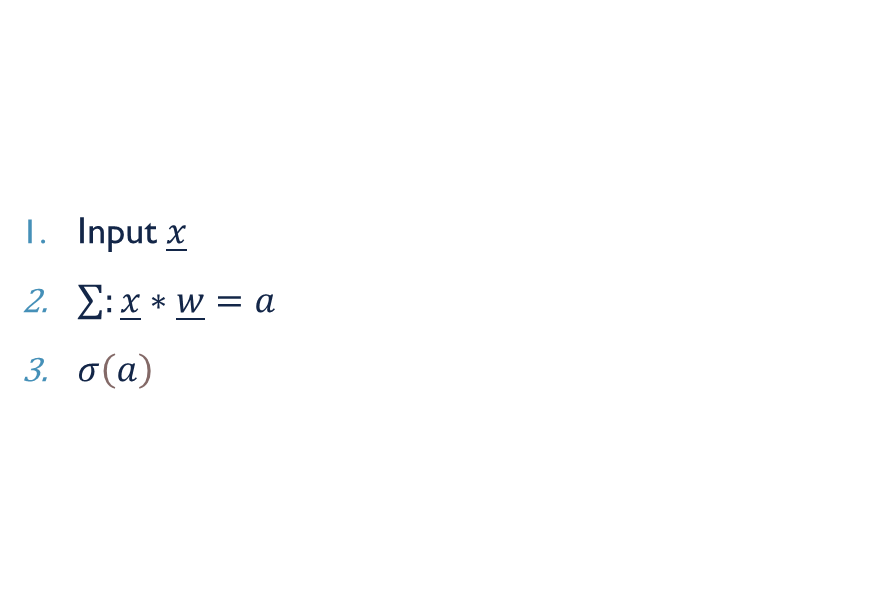 1. Input x
2. ∑: x * w = a
3. σ(a)